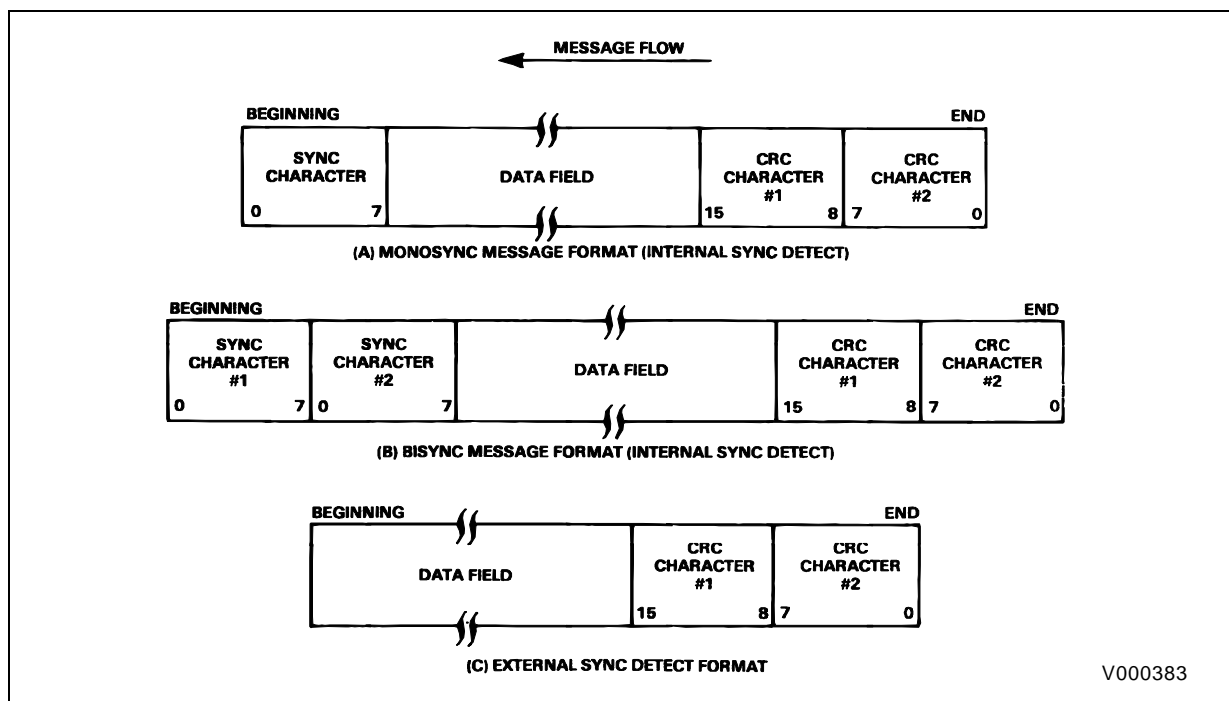 MESSAGE FLOW
BEGINNING END
SYNC CHARACTER DATA FIELD CRC CHARACTER #1 CRC CHARACTER #2
0 7 15 8 7 0
(A) MONOSYNC MESSAGE FORMAT (INTERNAL SYNC DETECT)
BEGINNING END
SYNC CHARACTER #1 SYNC CHARACTER #2 DATA FIELD CRC CHARACTER #1 CRC CHARACTER #2
0 7 0 7 15 8 7 0
(B) BISYNC MESSAGE FORMAT (INTERNAL SYNC DETECT)
BEGINNING END
DATA FIELD CRC CHARACTER #1 CRC CHARACTER #2
15 8 7 0
(C) EXTERNAL SYNC DETECT FORMAT
V000383